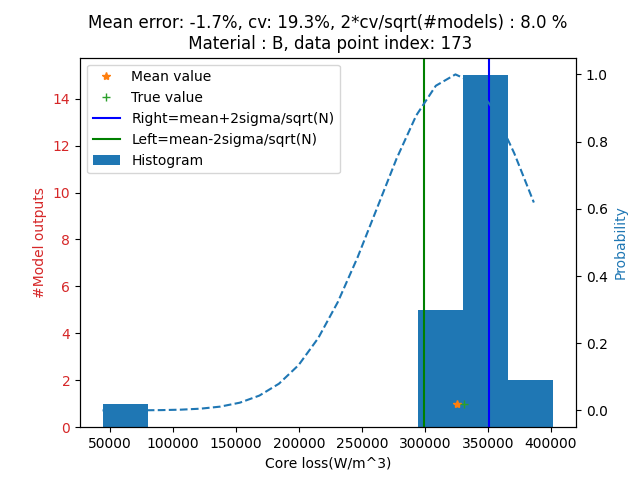 Mean error: -1.7%, cv: 19.3%, 2*cv/sqrt(#models) : 8.0 %
Material : B, data point index: 173
Mean value
True value
Right=mean+2sigma/sqrt(N)
Left=mean-2sigma/sqrt(N)
Histogram
#Model outputs
14
12
10
8
6
4
2
0
1.0
0.8
0.6
0.4
0.2
0.0
Probability
50000 100000 150000 200000 250000 300000 350000 400000
Core loss(W/m^3)